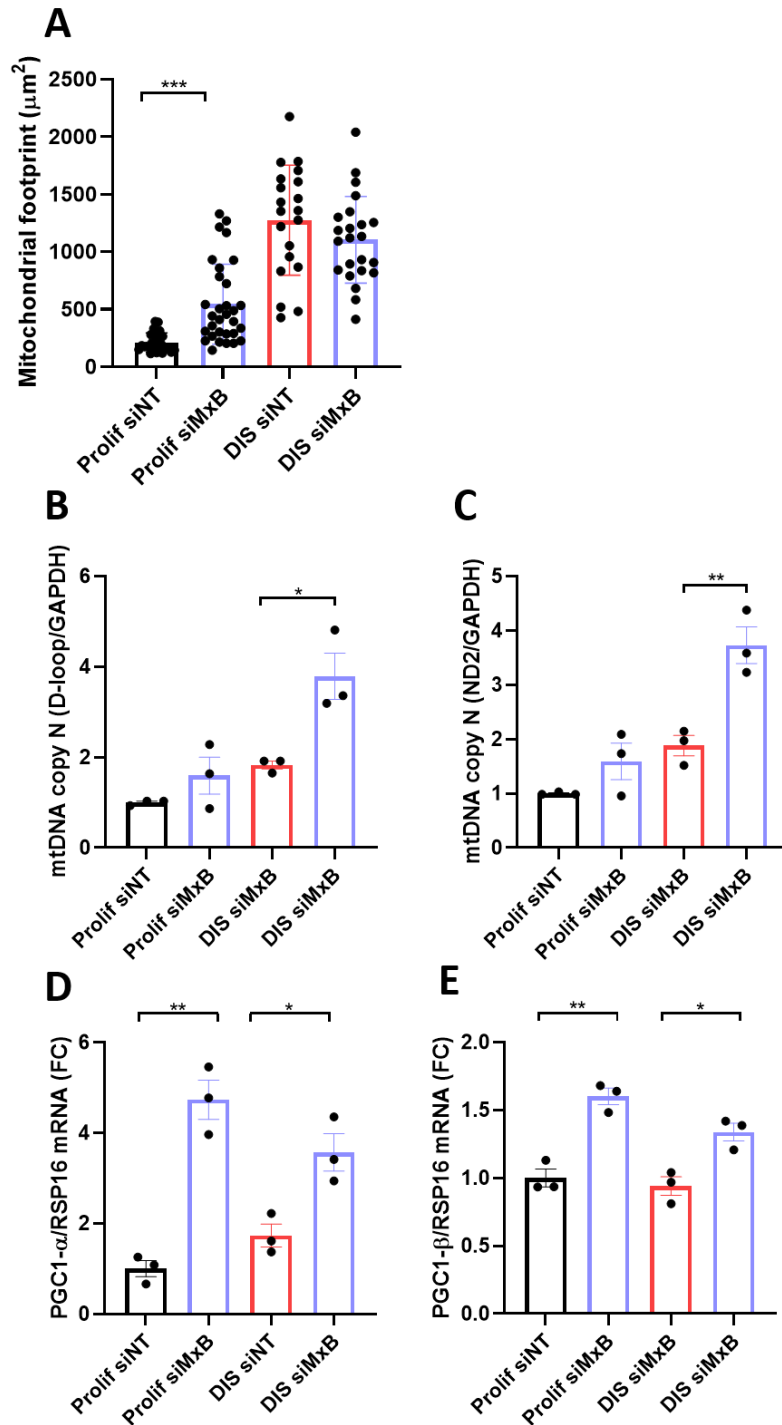 A
Mitochondrial footprint (μm²)
2500
2000
1500
1000
500
0
***
Prolif siNT
Prolif siMxB
DIS siNT
DIS siMxB
B
mtDNA copy N (D-loop/GAPDH)
6
4
2
0
*
Prolif siNT
Prolif siMxB
DIS siMxB
DIS siMxB
C
mtDNA copy N (ND2/GAPDH)
5
4
3
2
1
0
**
Prolif siNT
Prolif siMxB
DIS siMxB
DIS siMxB
D
PGC1-α/RSP16 mRNA (FC)
6
4
2
0
**
*
Prolif siNT
Prolif siMxB
DIS siNT
DIS siMxB
E
PGC1-β/RSP16 mRNA (FC)
2.0
1.5
1.0
0.5
0.0
**
*
Prolif siNT
Prolif siMxB
DIS siMxB
DIS siMxB